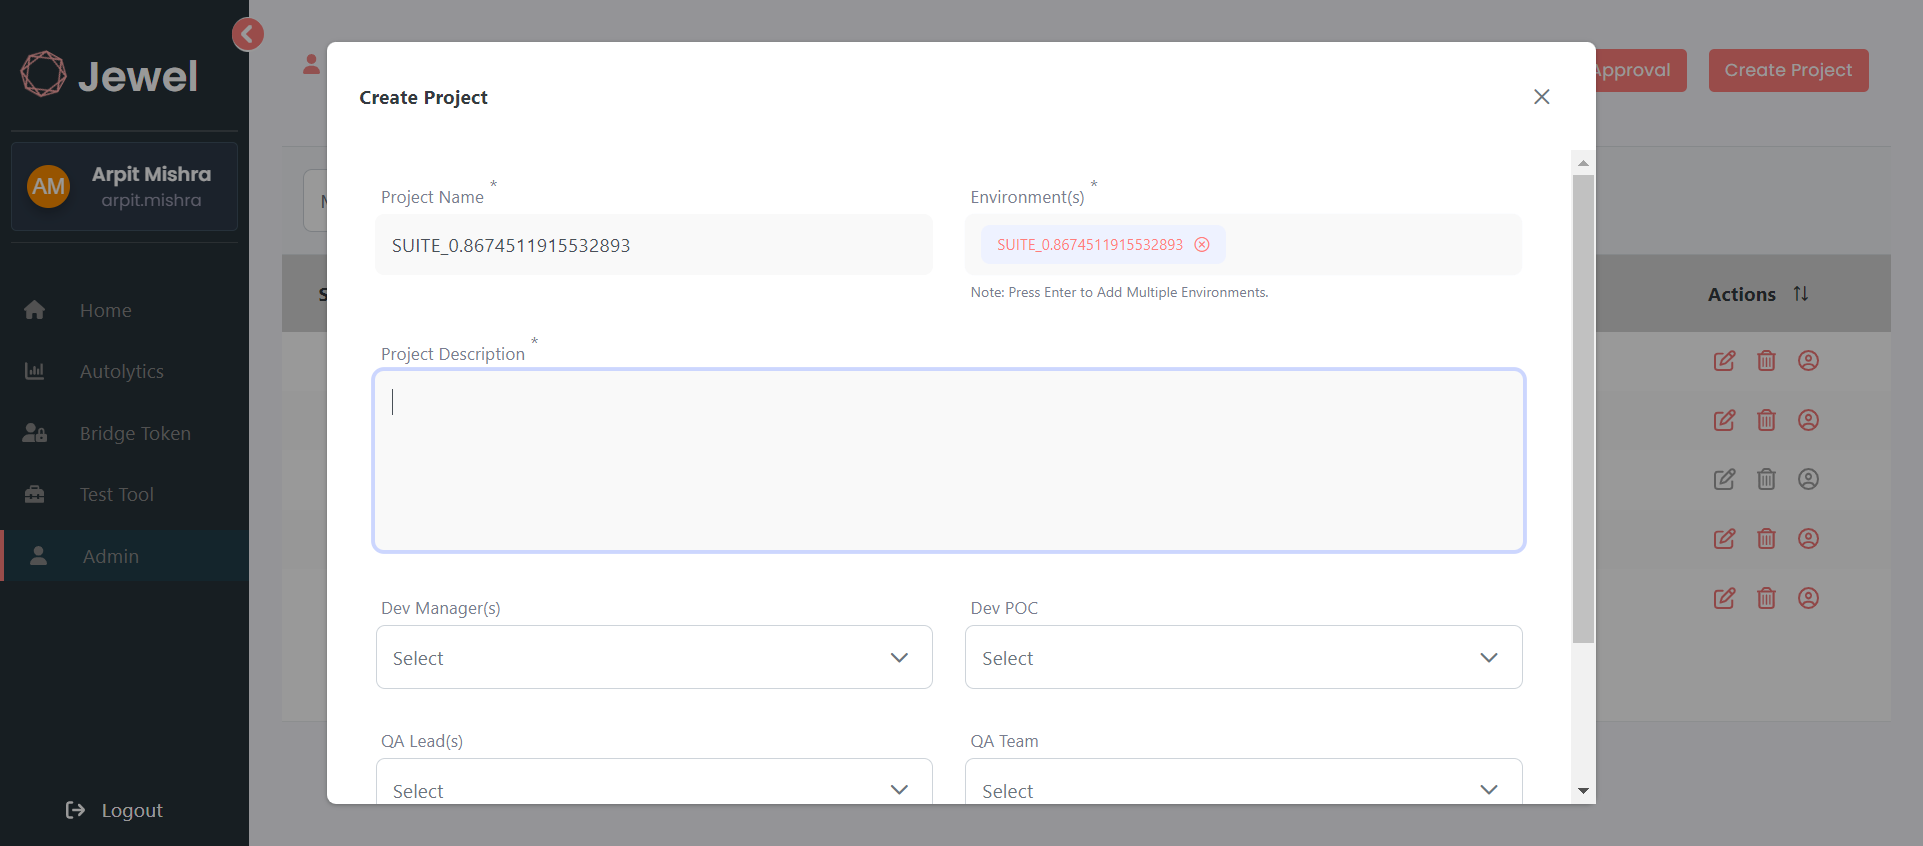 Jewel
AM
Arpit Mishra
arpit.mishra
Home
Autolytics
Bridge Token
Test Tool
Admin
Logout
Approval
Create Project
Create Project
Project Name *
Environment(s) *
SUITE_0.8674511915532893
SUITE_0.8674511915532893
Note: Press Enter to Add Multiple Environments.
Project Description *
Dev Manager(s)
Dev POC
Select
Select
QA Lead(s)
QA Team
Select
Select
Actions